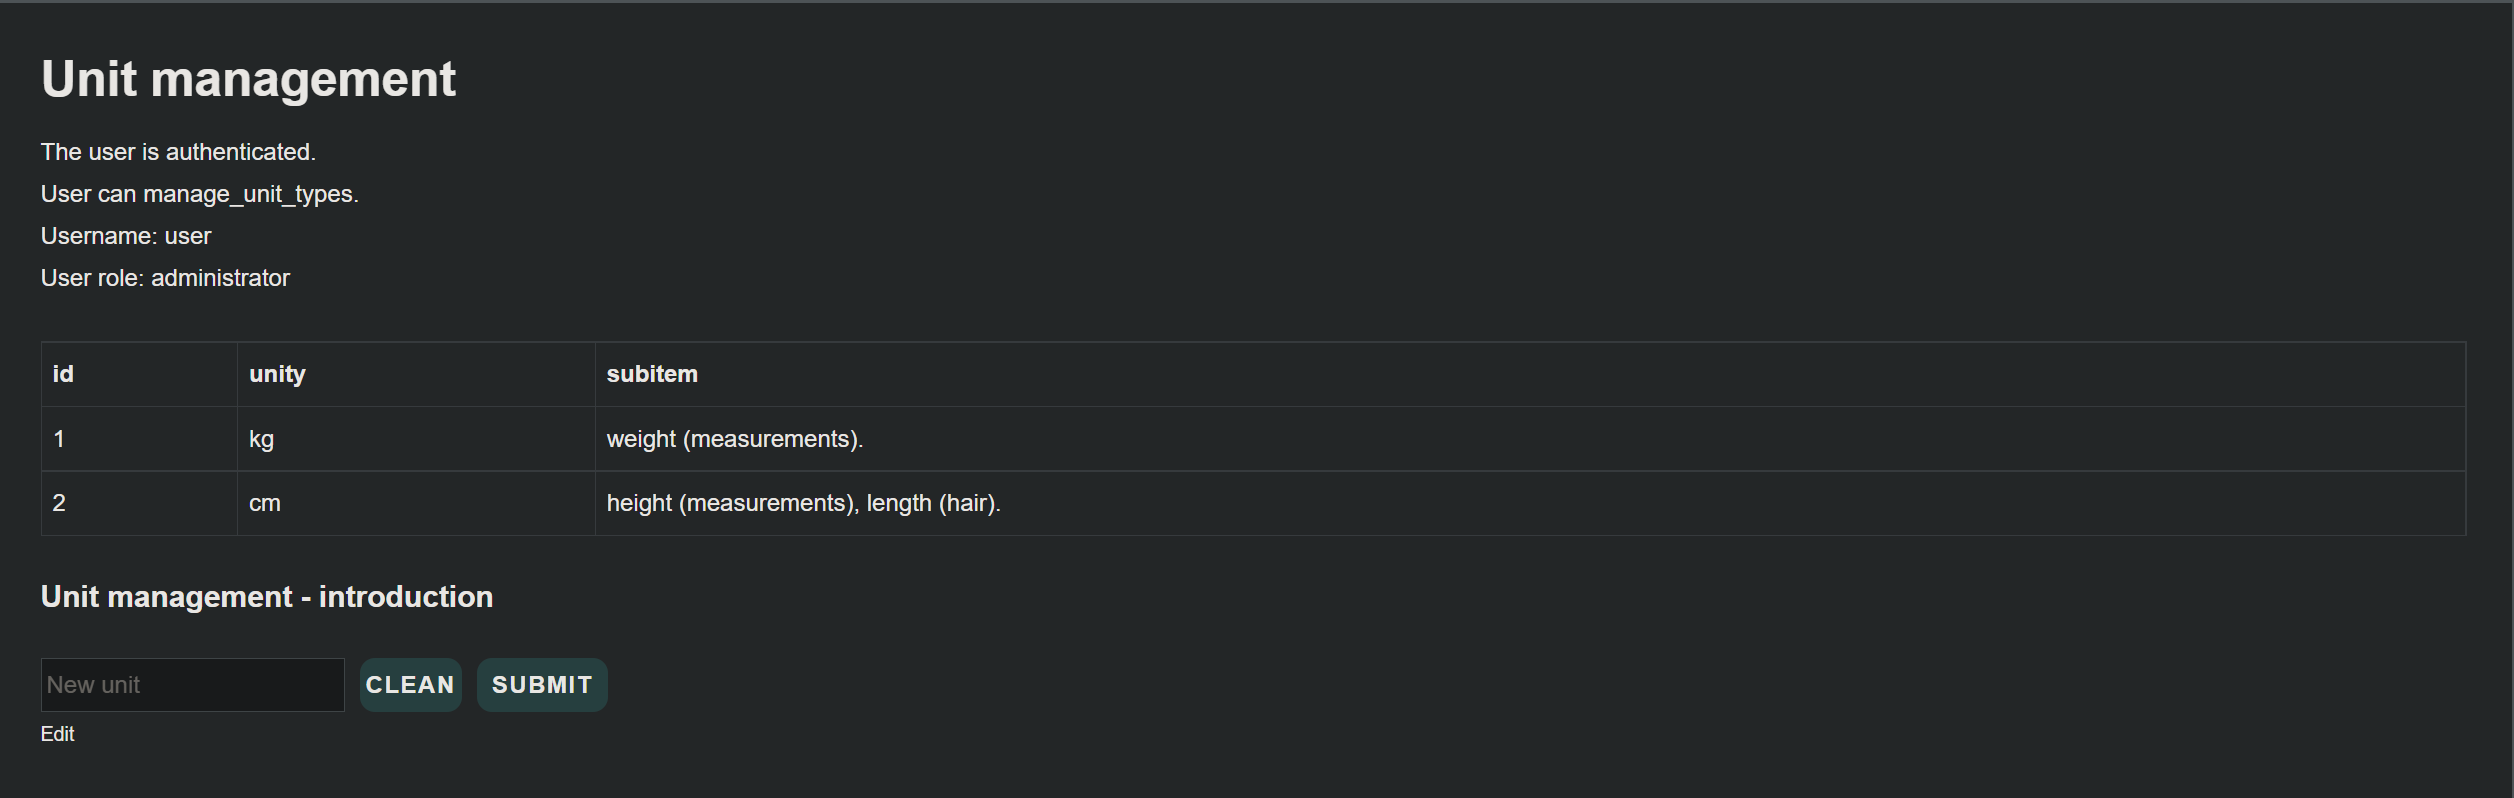 Unit management
The user is authenticated.
User can manage_unit_types.
Username: user
User role: administrator
id unity subitem
1 kg weight (measurements).
2 cm height (measurements), length (hair).
Unit management - introduction
New unit CLEAN SUBMIT
Edit